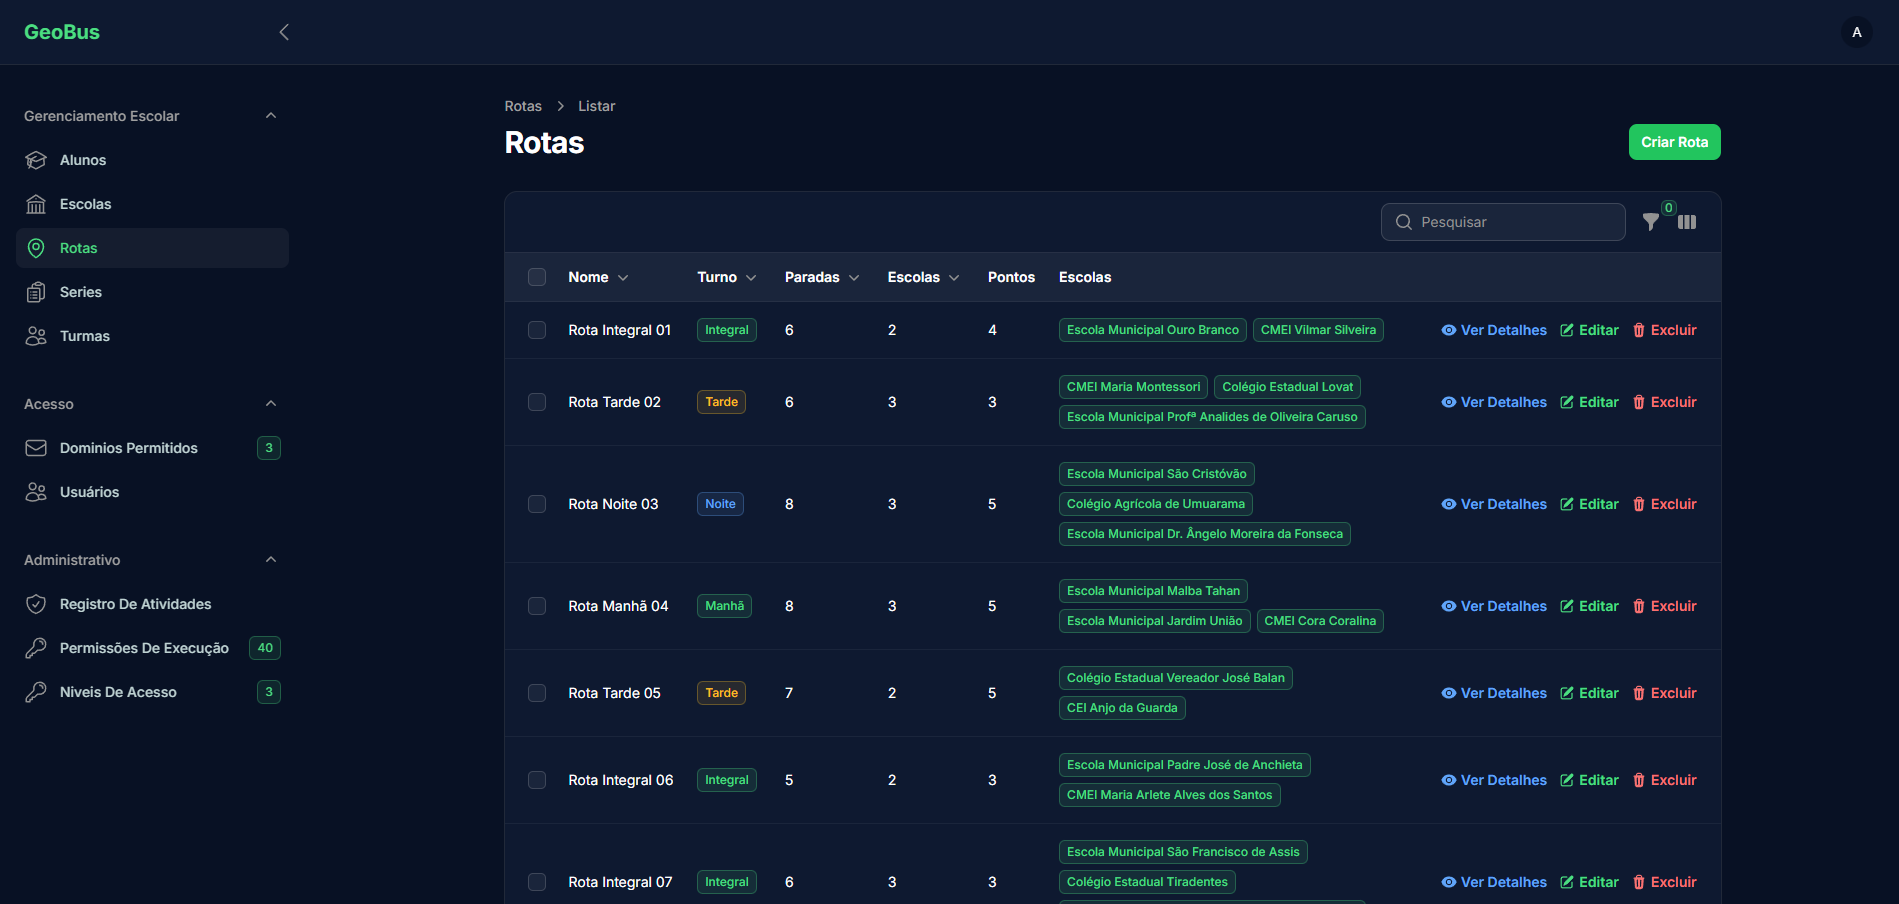 GeoBus
A
Gerenciamento Escolar
Alunos
Escolas
Rotas
Series
Turmas
Acesso
Dominios Permitidos 3
Usuários
Administrativo
Registro De Atividades
Permissões De Execução 40
Niveis De Acesso 3
Rotas > Listar
Rotas
Criar Rota
Pesquisar
0
Nome Turno Paradas Escolas Pontos Escolas
Rota Integral 01 Integral 6 2 4 Escola Municipal Ouro Branco CMEI Vilmar Silveira Ver Detalhes Editar Excluir
CMEI Maria Montessori Colégio Estadual Lovat
Rota Tarde 02 Tarde 6 3 3 Ver Detalhes Editar Excluir
Escola Municipal Profª Analides de Oliveira Caruso
Escola Municipal São Cristóvão
Rota Noite 03 Noite 8 3 5 Colégio Agrícola de Umuarama Ver Detalhes Editar Excluir
Escola Municipal Dr. Ângelo Moreira da Fonseca
Escola Municipal Malba Tahan
Rota Manhã 04 Manhã 8 3 5 Ver Detalhes Editar Excluir
Escola Municipal Jardim União CMEI Cora Coralina
Colégio Estadual Vereador José Balan
Rota Tarde 05 Tarde 7 2 5 Ver Detalhes Editar Excluir
CEI Anjo da Guarda
Escola Municipal Padre José de Anchieta
Rota Integral 06 Integral 5 2 3 Ver Detalhes Editar Excluir
CMEI Maria Arlete Alves dos Santos
Escola Municipal São Francisco de Assis
Rota Integral 07 Integral 6 3 3 Colégio Estadual Tiradentes Ver Detalhes Editar Excluir